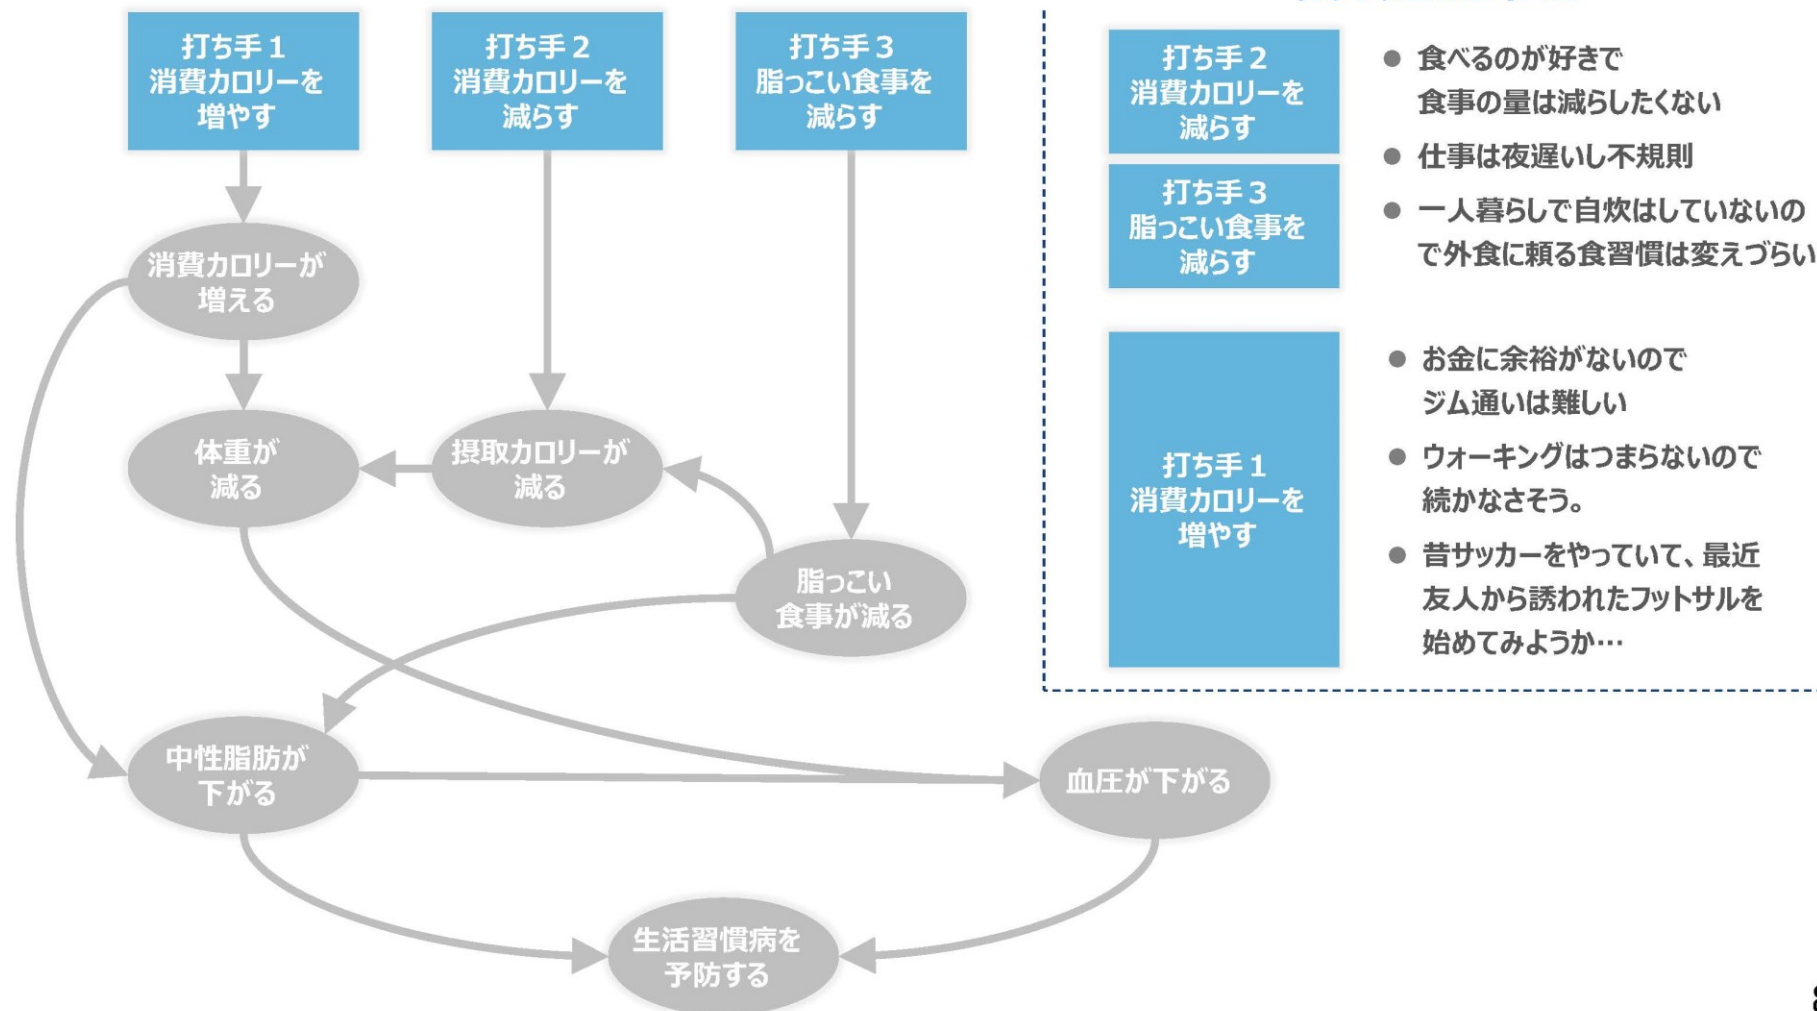 打ち手１
消費カロリーを
増やす
打ち手２
消費カロリーを
減らす
打ち手３
脂っこい食事を
減らす
消費カロリーが
増える
体重が
減る
摂取カロリーが
減る
脂っこい
食事が減る
中性脂肪が
下がる
血圧が下がる
生活習慣病を
予防する
打ち手２
消費カロリーを
減らす
打ち手３
脂っこい食事を
減らす
● 食べるのが好きで
食事の量は減らしたくない
● 仕事は夜遅いし不規則
● 一人暮らしで自炊はしていないの
で外食に頼る食習慣は変えづらい
打ち手１
消費カロリーを
増やす
● お金に余裕がないので
ジム通いは難しい
● ウォーキングはつまらないので
続かなさそう。
● 昔サッカーをやっていて、最近
友人から誘われたフットサルを
始めてみようか…